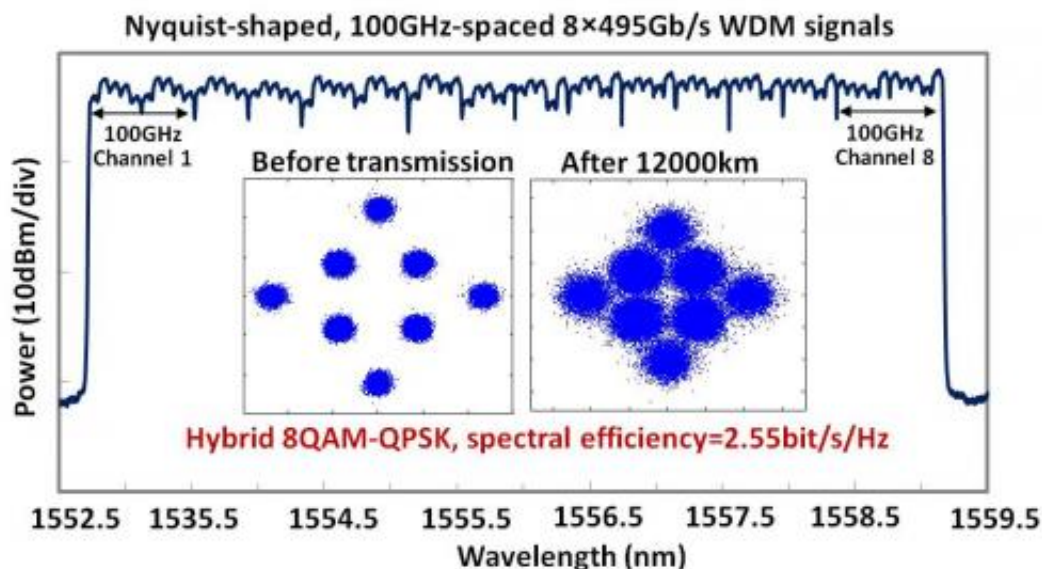 Nyquist-shaped, 100GHz-spaced 8×495Gb/s WDM signals
100GHz
Channel 1
100GHz
Channel 8
Before transmission
After 12000km
Power (10dBm/div)
Hybrid 8QAM-QPSK, spectral efficiency=2.55bit/s/Hz
1552.5 1535.5 1554.5 1555.5 1556.5 1557.5 1558.5 1559.5
Wavelength (nm)